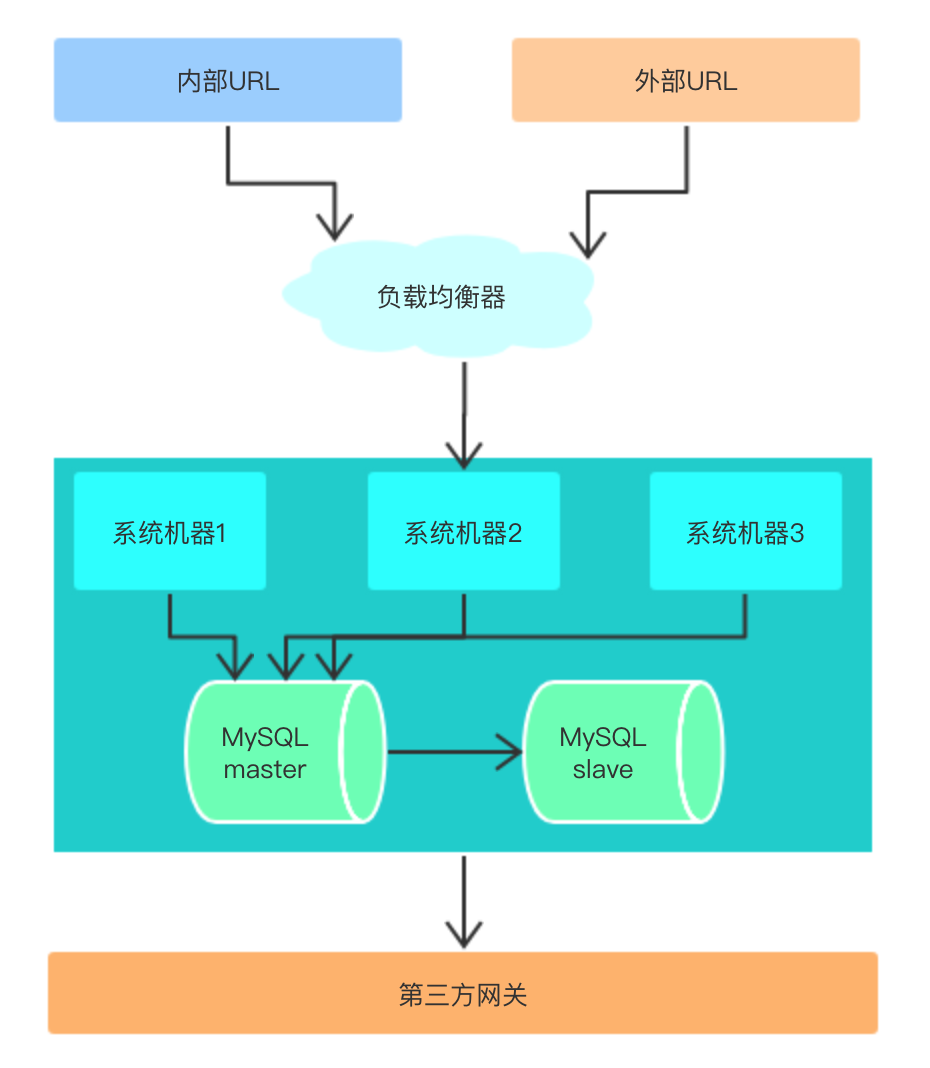 内部URL
外部URL
负载均衡器
系统机器1
系统机器2
系统机器3
MySQL
master
MySQL
slave
第三方网关